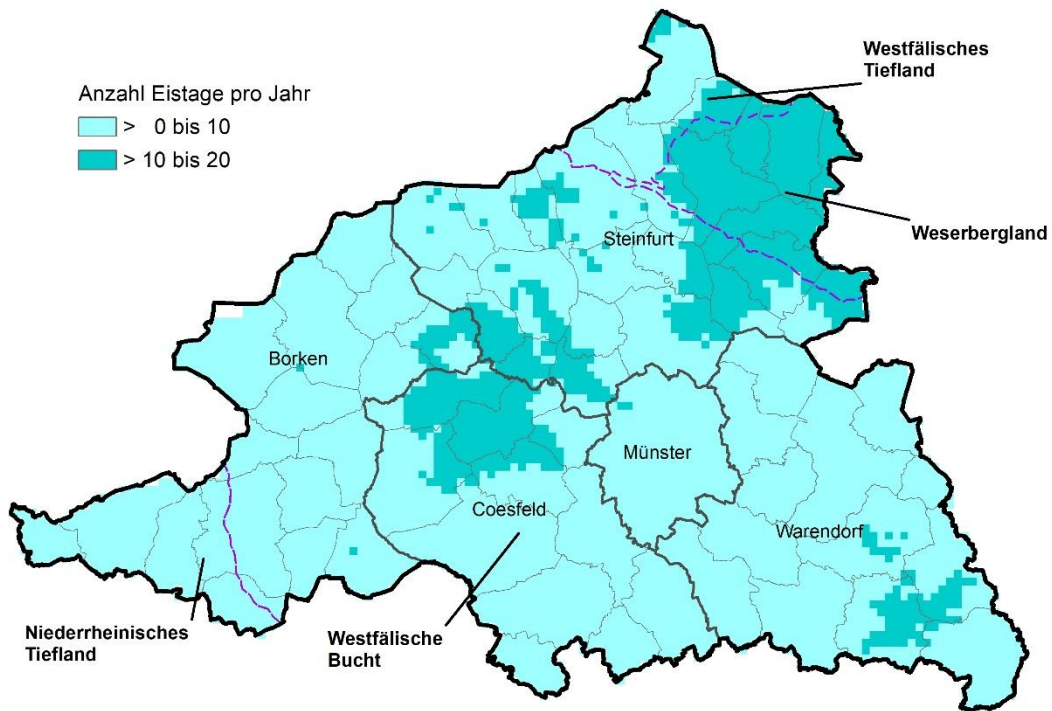 Westfälisches
Tiefland
Anzahl Eistage pro Jahr
> 0 bis 10
> 10 bis 20
Weserbergland
Steinfurt
Borken
Münster
Coesfeld
Warendorf
Niederrheinisches
Tiefland
Westfälische
Bucht